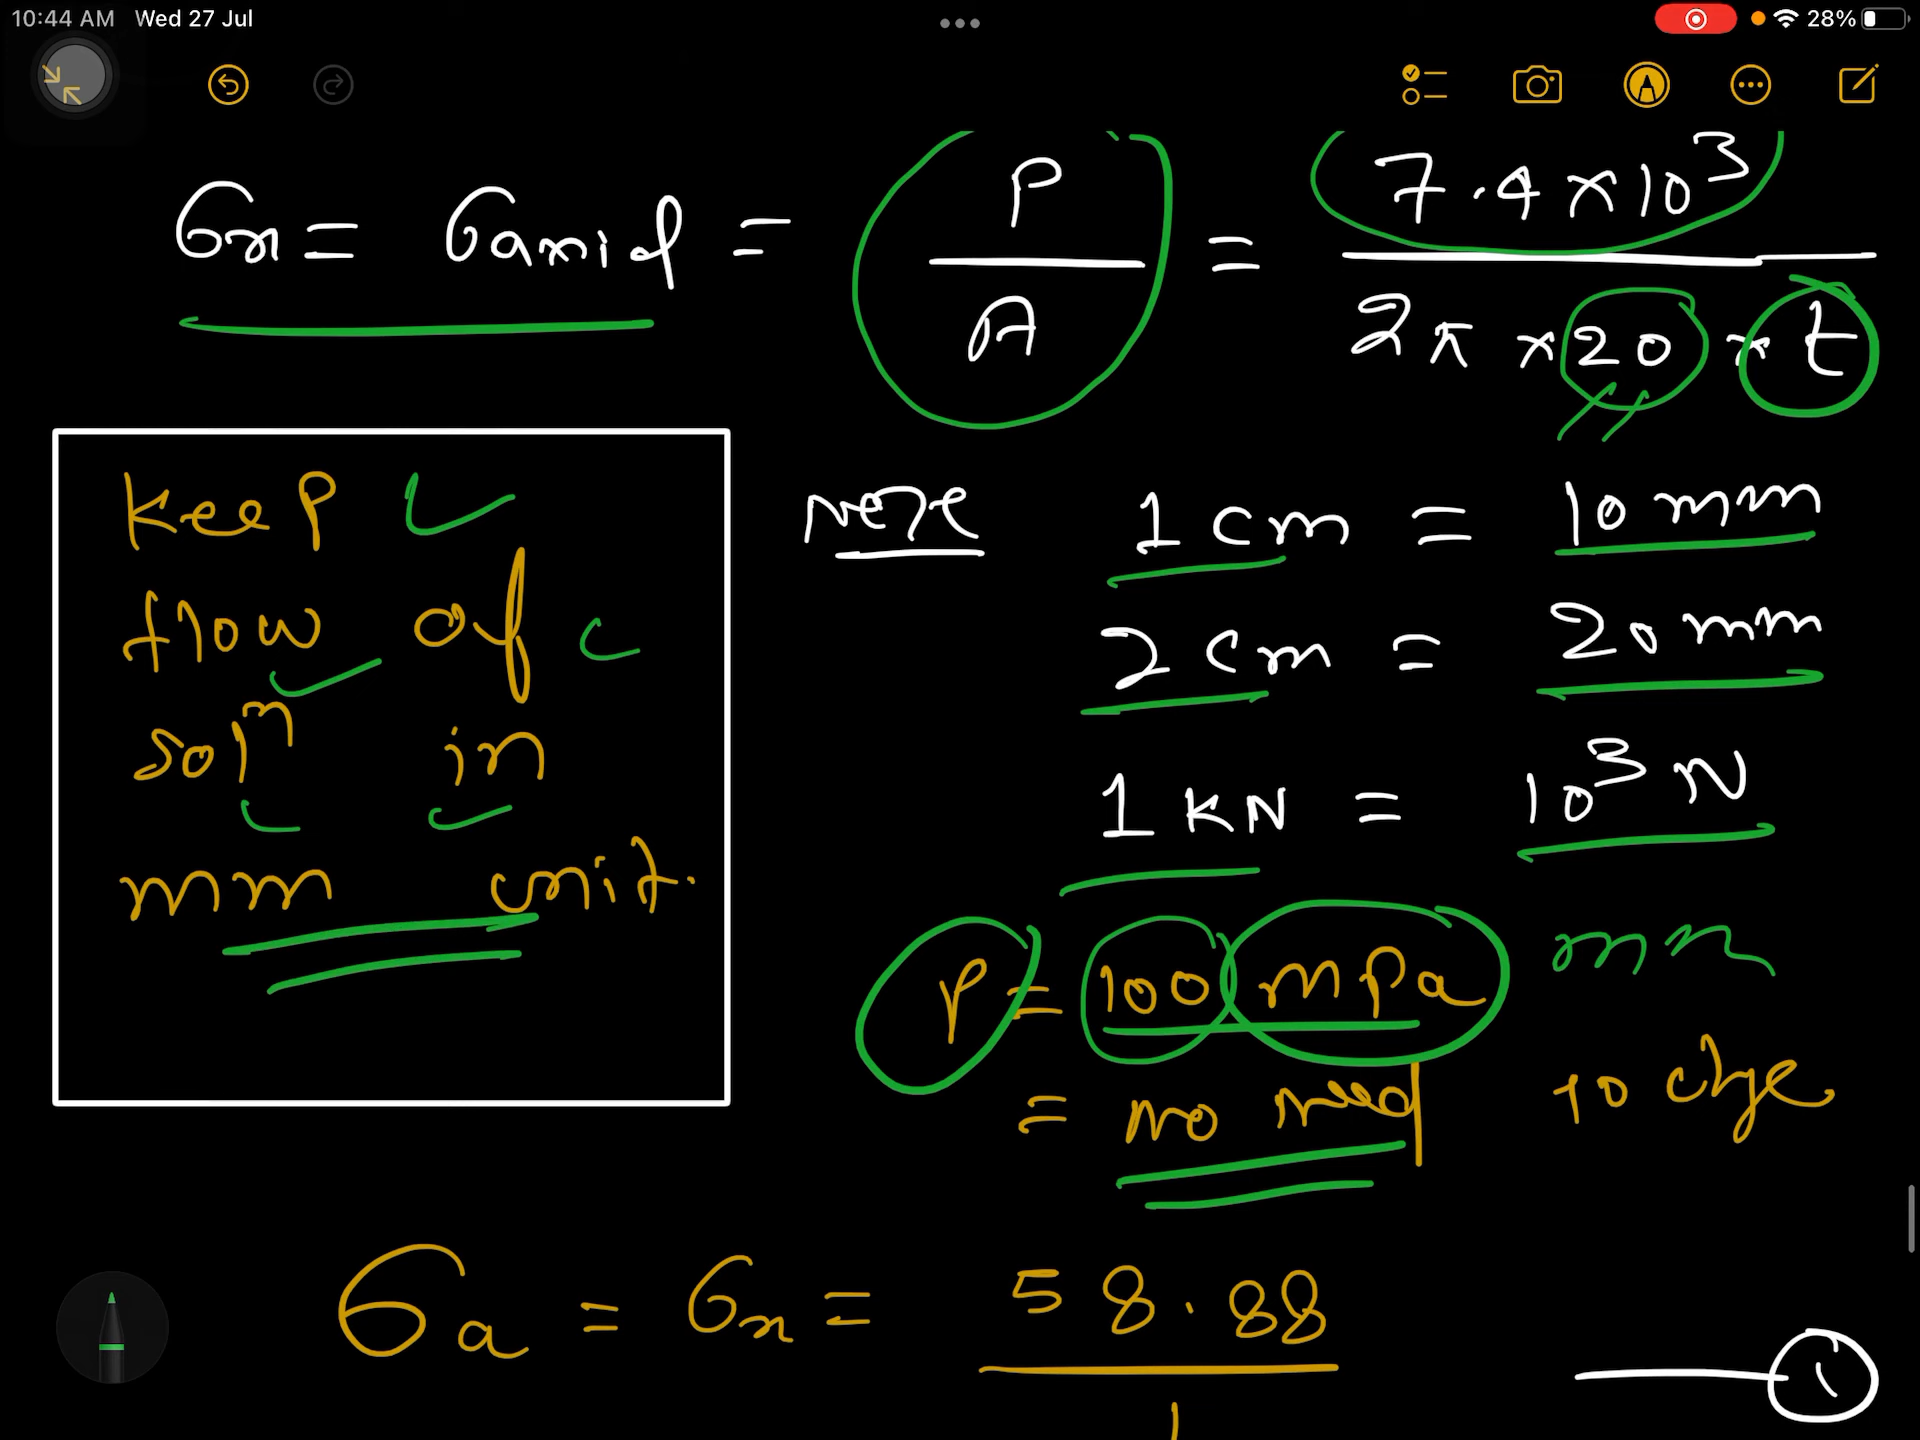 10:44 AM Wed 27 Jul
28%
σx = σaxial = P/A = 7.4 × 10³ / 2π × 20 × t
Keep
flow of
solⁿ in
mm unit.
NOTE
1 cm = 10 mm
2 cm = 20 mm
1 KN = 10³ N
P = 100 mPa
= no need to chge
σa = σx = 58.88
1